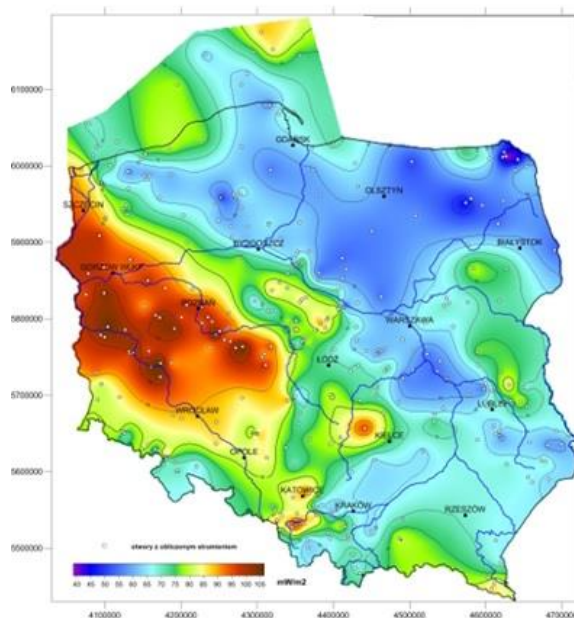 6100000
GDAŃSK
6000000
OLSZTYN
SZCZECIN
5900000
BIAŁYSTOK
BYDGOSZCZ
GORZÓW WLKP.
POZNAŃ
5800000
WARSZAWA
ŁÓDŹ
5700000
LUBLIN
WROCŁAW
KIELCE
5600000
OPOLE
KATOWICE
KRAKÓW
RZESZÓW
5500000
otwory z obliczonym strumieniem
40 45 50 55 60 65 70 75 80 85 90 95 100 105
mW/m2
4100000 4200000 4300000 4400000 4500000 4600000